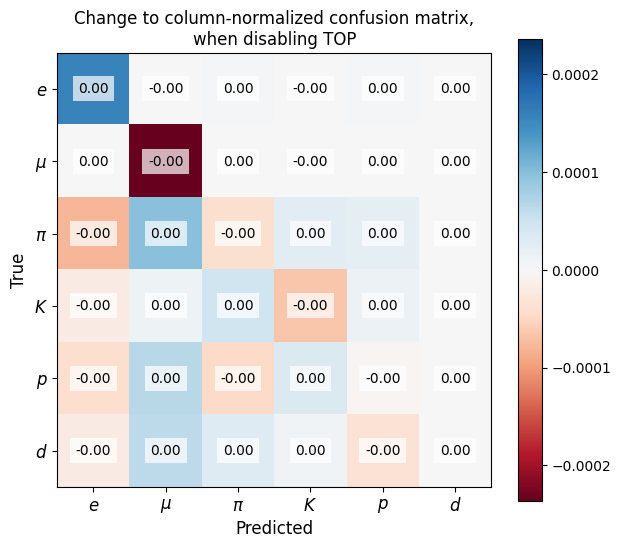 Change to column-normalized confusion matrix,
when disabling TOP
e 0.00 -0.00 0.00 -0.00 0.00 0.00
μ 0.00 -0.00 0.00 -0.00 0.00 0.00
π -0.00 0.00 -0.00 0.00 0.00 0.00
K -0.00 0.00 0.00 -0.00 0.00 0.00
p -0.00 0.00 -0.00 0.00 -0.00 0.00
d -0.00 0.00 0.00 0.00 -0.00 0.00
e μ π K p d
Predicted
True
0.0002
0.0001
0.0000
−0.0001
−0.0002